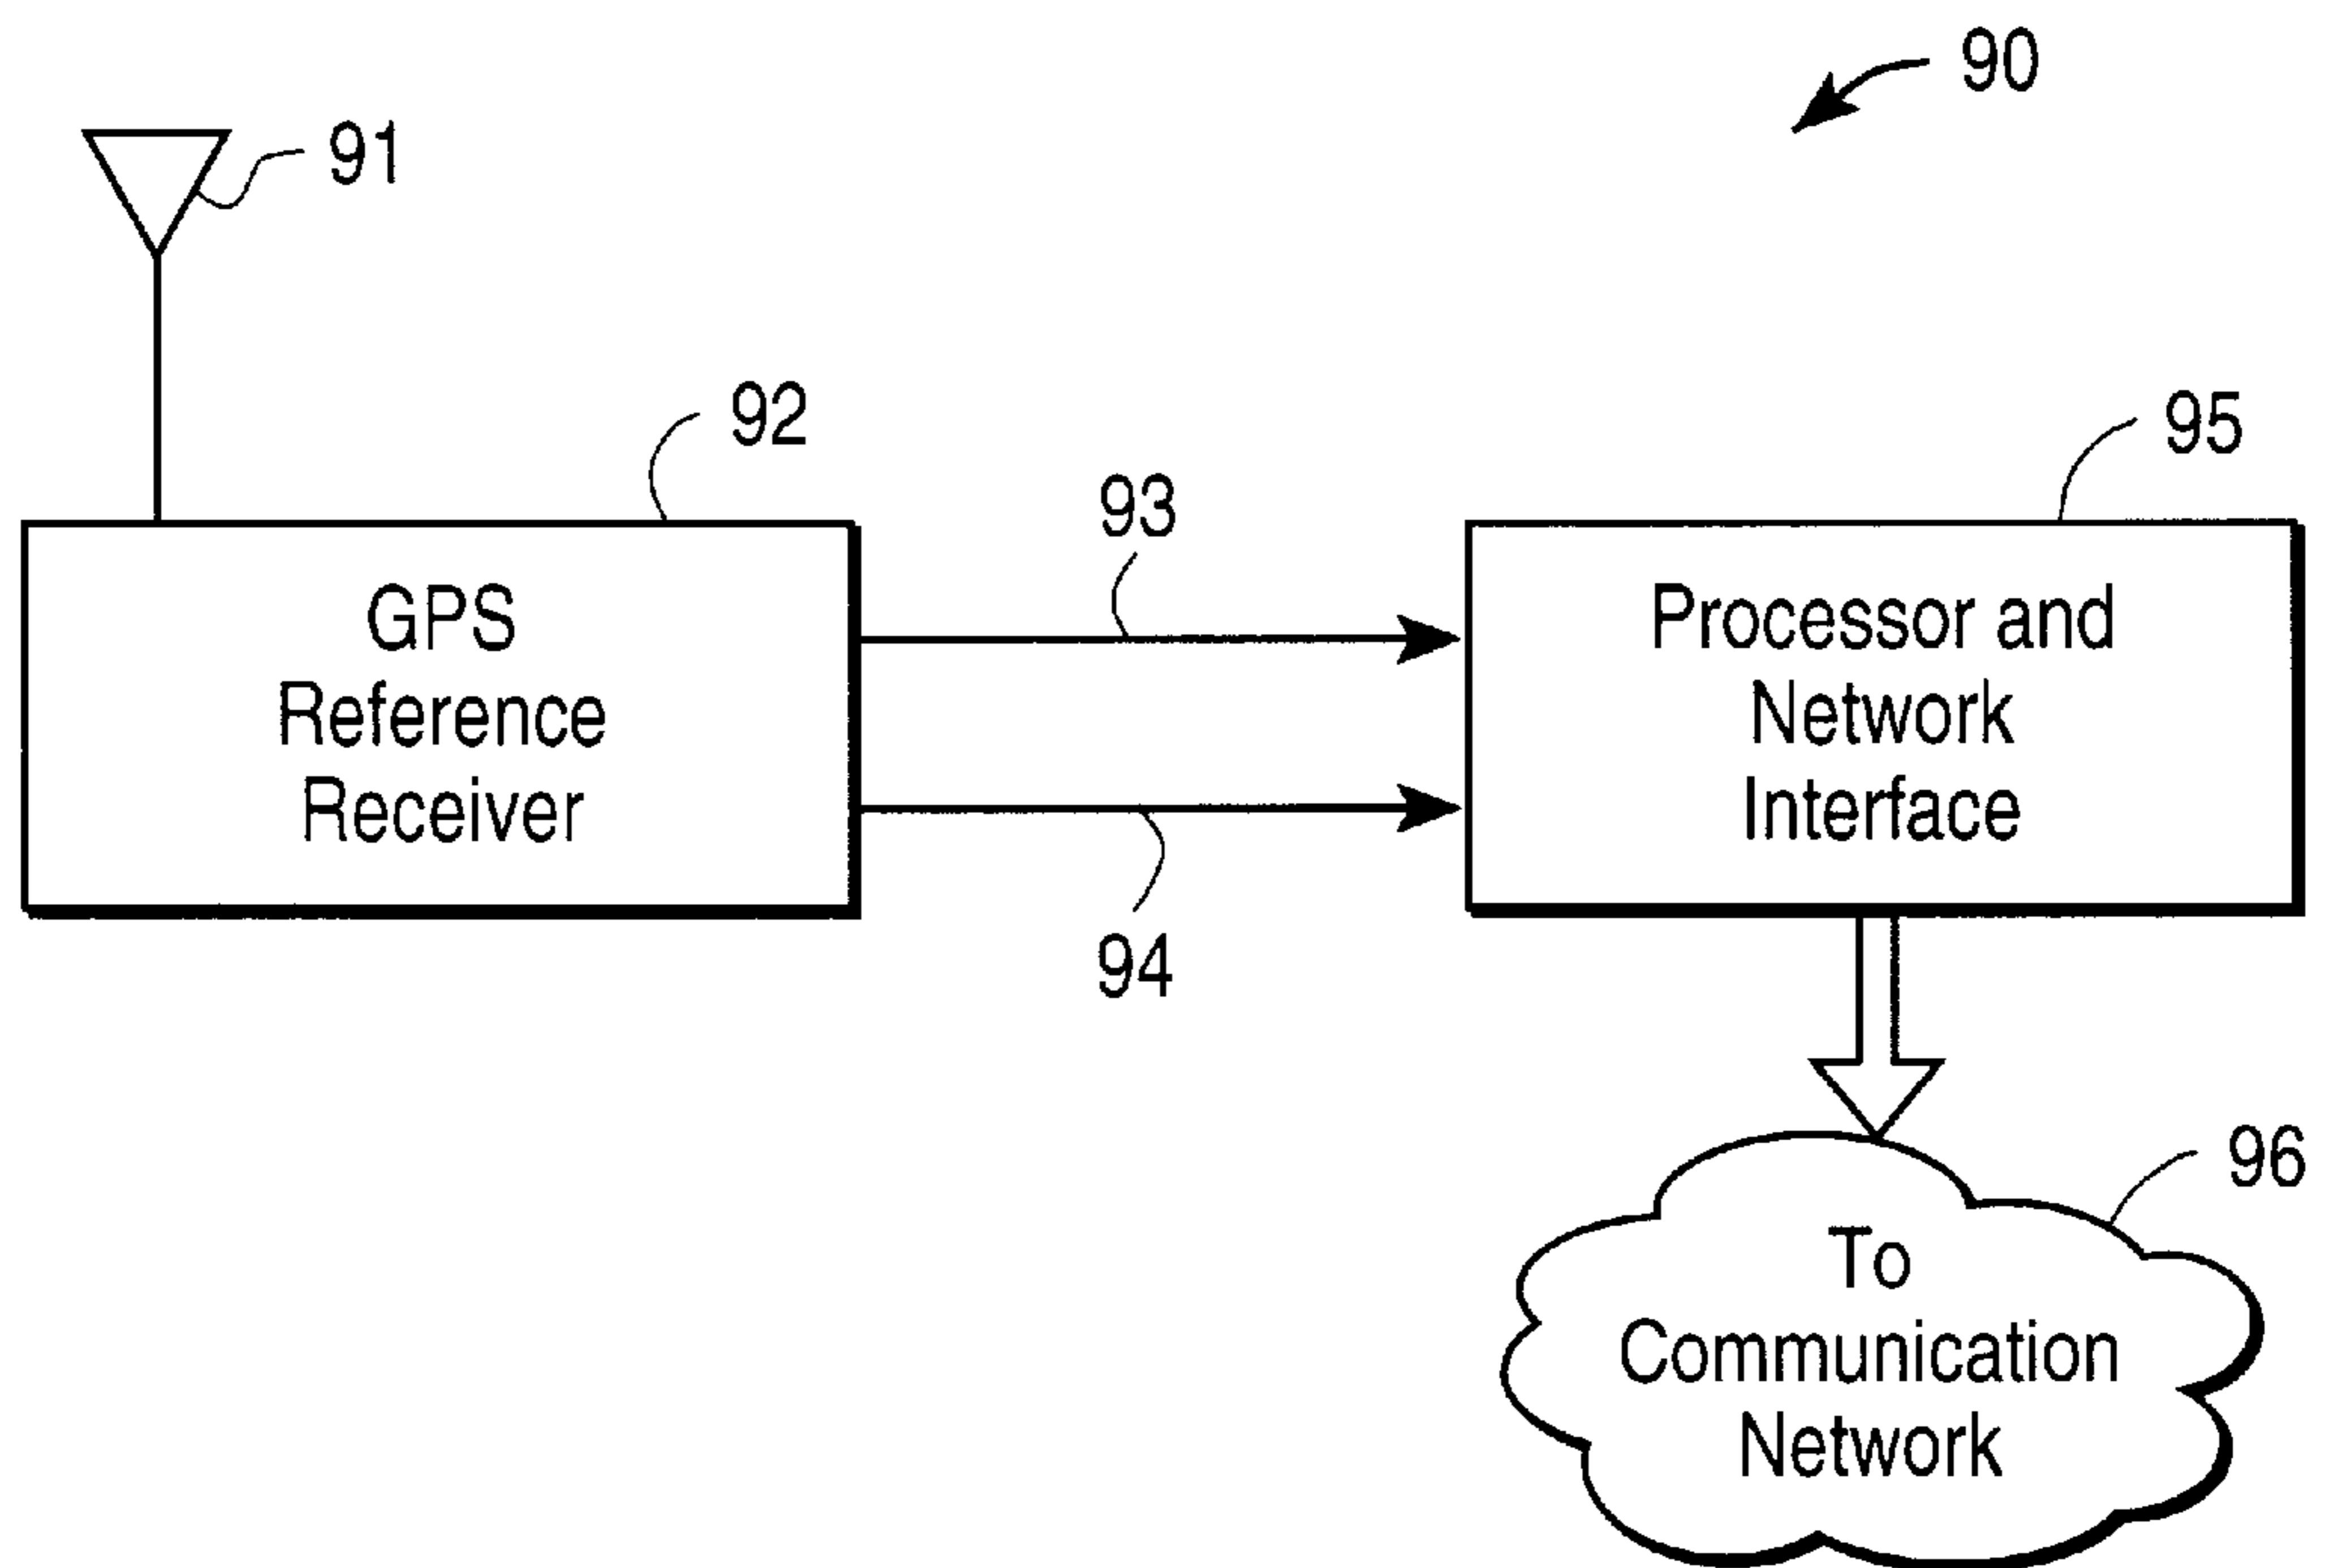 90
91
92
93
95
GPS
Reference
Receiver
Processor and
Network
Interface
94
96
To
Communication
Network